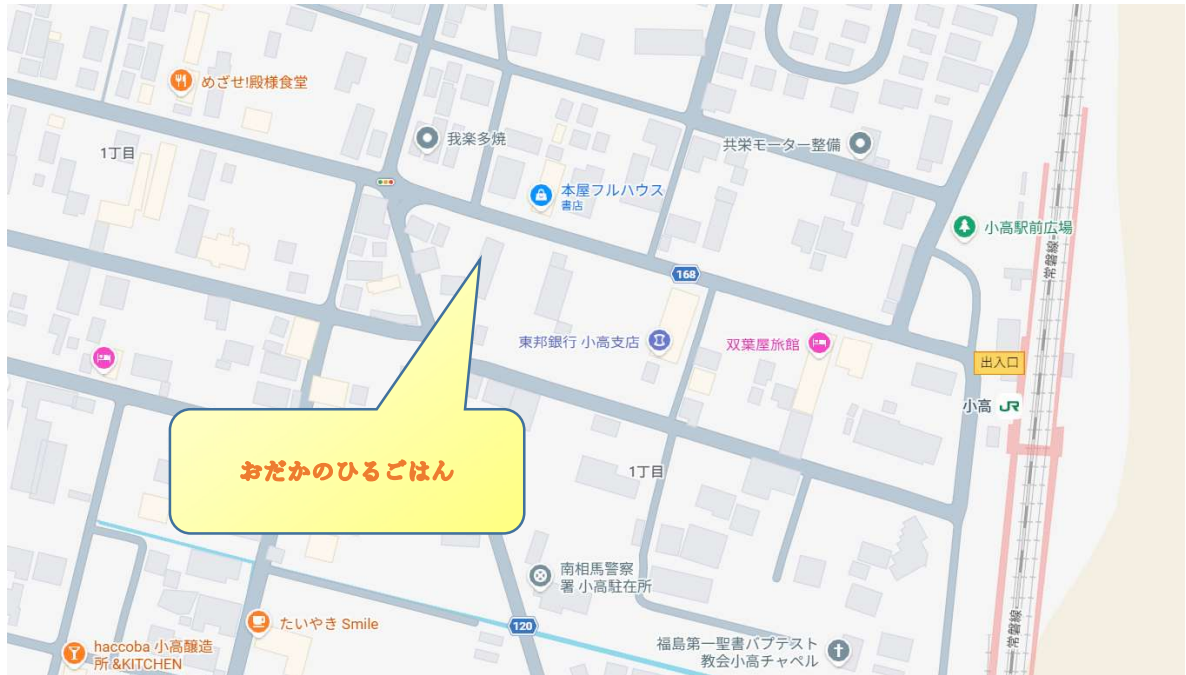 めざせ!殿様食堂
1丁目
我楽多焼
共栄モーター整備
本屋フルハウス
書店
小高駅前広場
常磐線
168
東邦銀行 小高支店
双葉屋旅館
出入口
小高 JR
おだかのひるごはん
1丁目
南相馬警察
署 小高駐在所
たいやき Smile
120
常磐線
haccoba 小高醸造
所 &KITCHEN
福島第一聖書バプテスト
教会小高チャペル